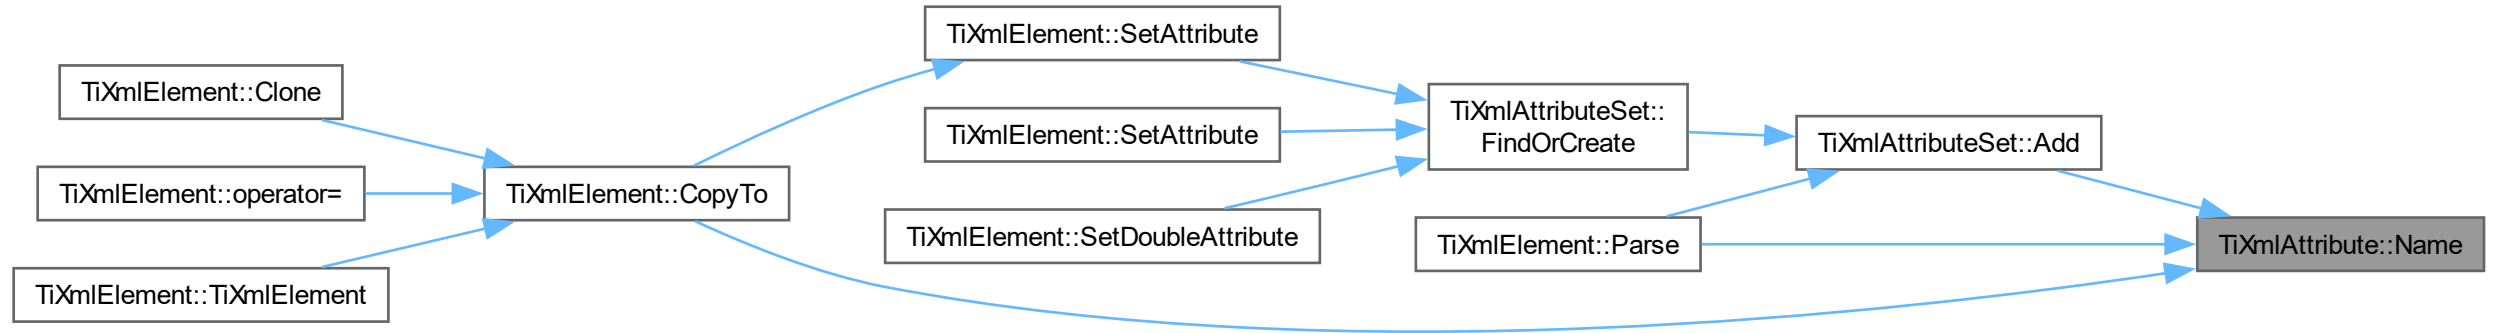 TiXmlElement::SetAttribute
TiXmlElement::Clone
TiXmlAttributeSet::
FindOrCreate
TiXmlElement::SetAttribute
TiXmlAttributeSet::Add
TiXmlElement::operator=
TiXmlElement::CopyTo
TiXmlElement::SetDoubleAttribute
TiXmlElement::Parse
TiXmlAttribute::Name
TiXmlElement::TiXmlElement